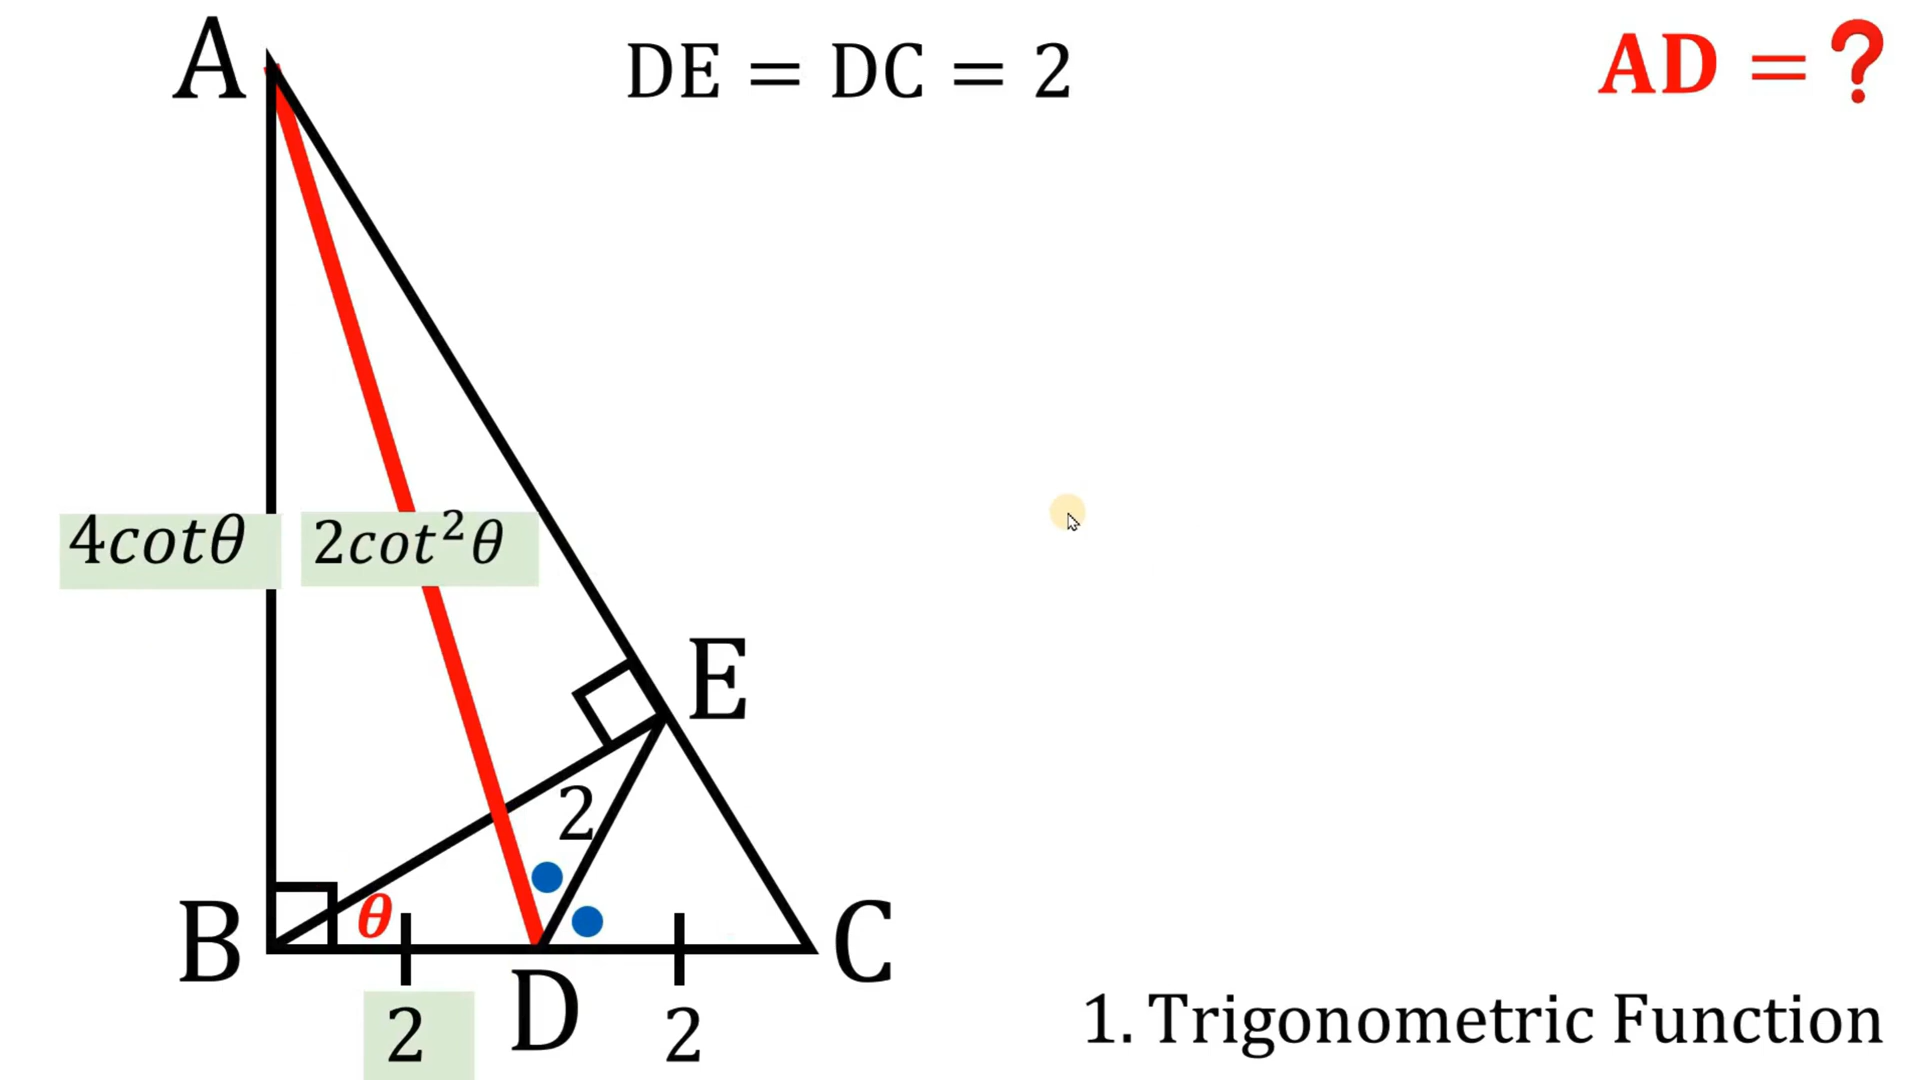 A
DE = DC = 2
AD = ?
4cotθ
2cot²θ
E
2
B
θ
D
C
2
2
1. Trigonometric Function